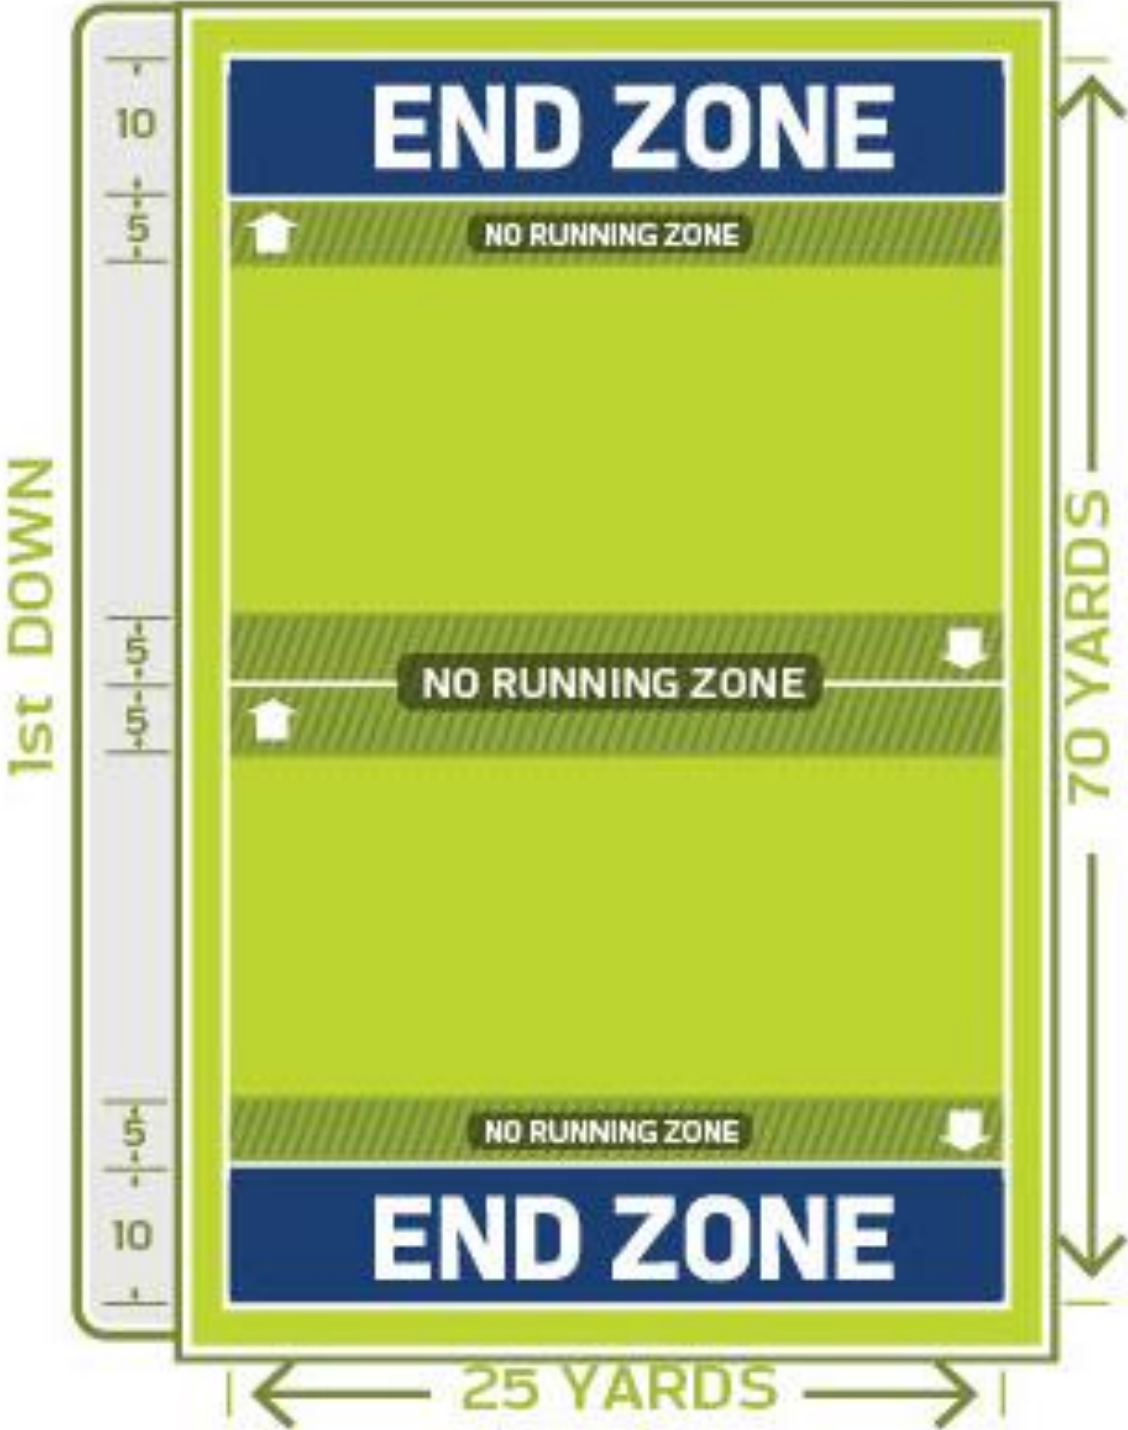 END ZONE
10
5
NO RUNNING ZONE
1st DOWN
70 YARDS
5
NO RUNNING ZONE
5
5
NO RUNNING ZONE
10
END ZONE
25 YARDS